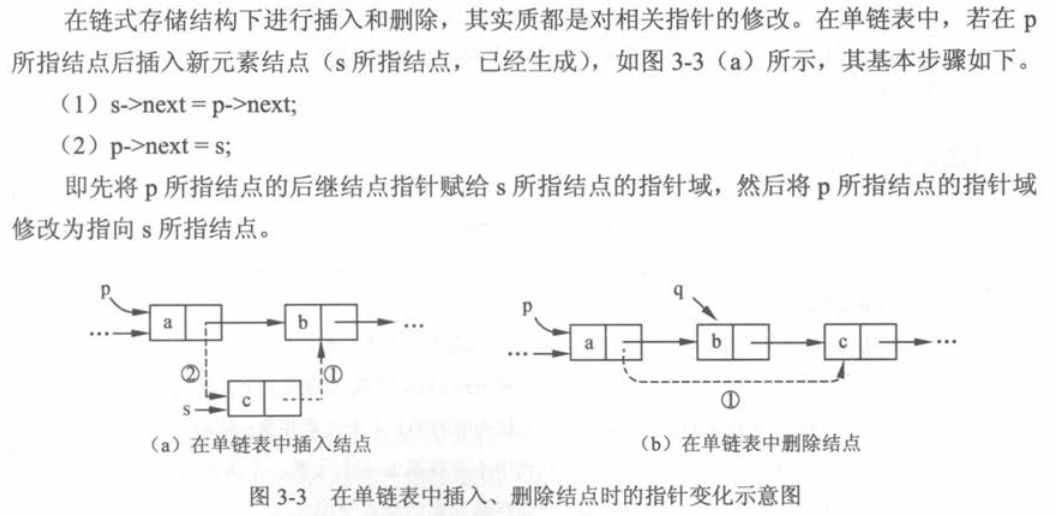 在链式存储结构下进行插入和删除，其实质都是对相关指针的修改。在单链表中，若在 p
所指结点后插入新元素结点（s 所指结点，已经生成），如图 3-3（a）所示，其基本步骤如下。
（1）s->next = p->next;
（2）p->next = s;
即先将 p 所指结点的后继结点指针赋给 s 所指结点的指针域，然后将 p 所指结点的指针域
修改为指向 s 所指结点。
p
a
b
…
…
②
①
s
c
（a）在单链表中插入结点
q
p
a
b
c
…
…
①
（b）在单链表中删除结点
图 3-3 在单链表中插入、删除结点时的指针变化示意图